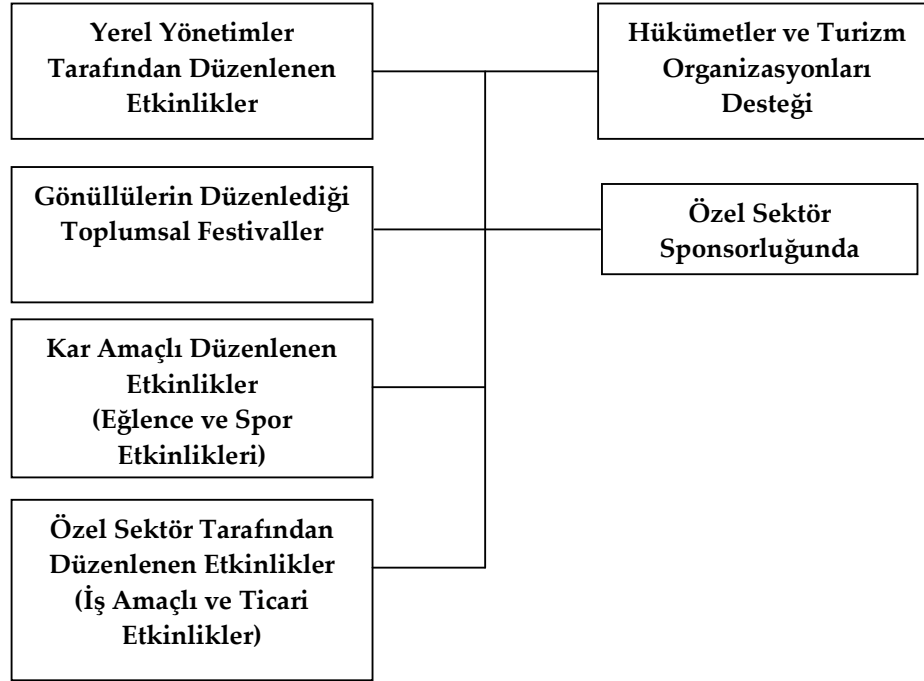 Yerel Yönetimler
Tarafından Düzenlenen
Etkinlikler
Hükümetler ve Turizm
Organizasyonları
Desteği
Gönüllülerin Düzenlediği
Toplumsal Festivaller
Özel Sektör
Sponsorluğunda
Kar Amaçlı Düzenlenen
Etkinlikler
(Eğlence ve Spor
Etkinlikleri)
Özel Sektör Tarafından
Düzenlenen Etkinlikler
(İş Amaçlı ve Ticari
Etkinlikler)